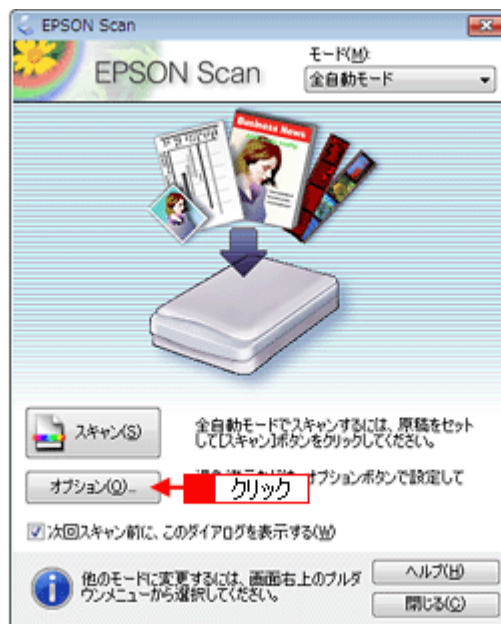 EPSON Scan
EPSON Scan
モード(M):
全自動モード
Business News
スキャン(S)
全自動モードでスキャンするには、原稿をセット
して[スキャン]ボタンをクリックしてください。
オプション(O)...
クリック
オプションボタンで設定して
次回スキャン前に、このダイアログを表示する(W)
他のモードに変更するには、画面右上のプルダ
ウンメニューから選択してください。
ヘルプ(H)
閉じる(C)